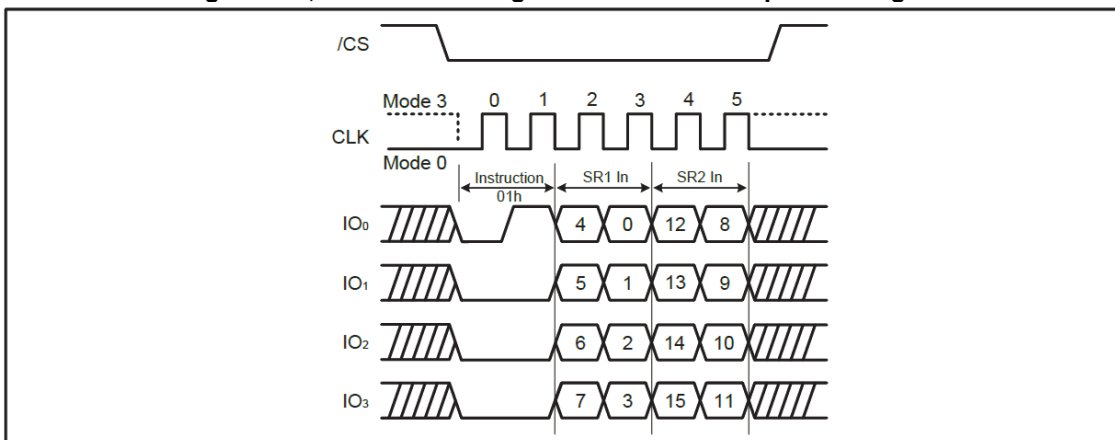 /CS
Mode 3 0 1 2 3 4 5
CLK
Mode 0
Instruction SR1 In SR2 In
01h
IO₀ 4 0 12 8
IO₁ 5 1 13 9
IO₂ 6 2 14 10
IO₃ 7 3 15 11